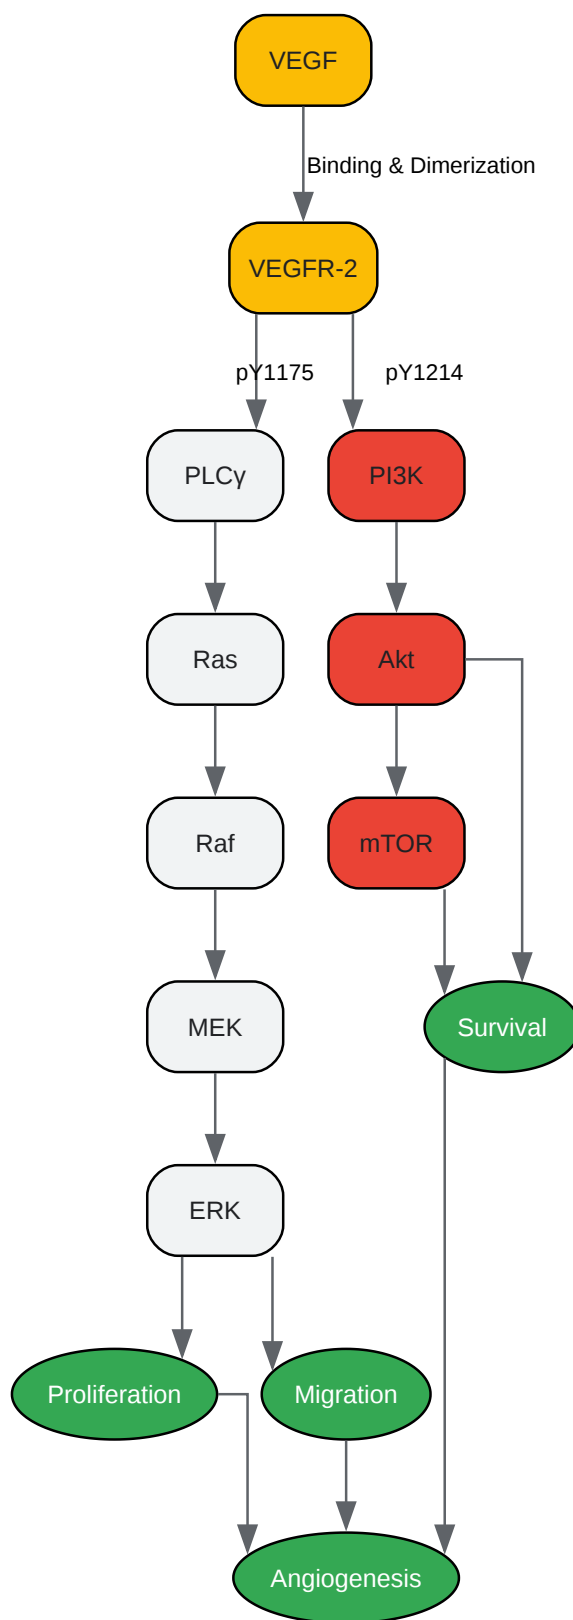 VEGF
Binding & Dimerization
VEGFR-2
pY1175
pY1214
PLCγ
PI3K
Ras
Akt
Raf
mTOR
MEK
Survival
ERK
Proliferation
Migration
Angiogenesis